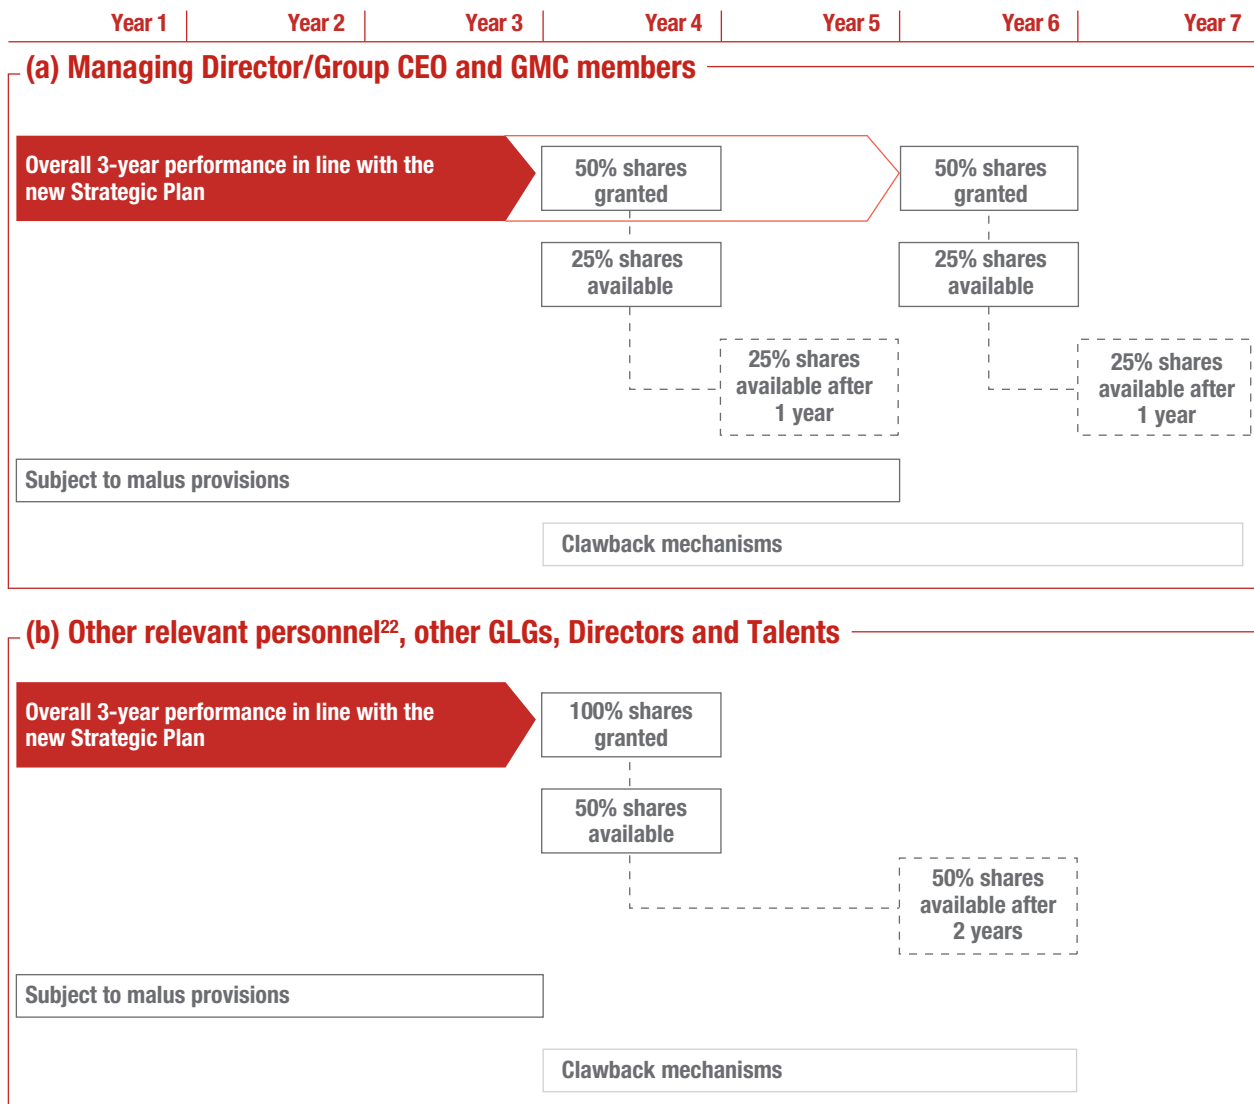 Year 1 Year 2 Year 3 Year 4 Year 5 Year 6 Year 7
(a) Managing Director/Group CEO and GMC members
Overall 3-year performance in line with the
new Strategic Plan
50% shares
granted
50% shares
granted
25% shares
available
25% shares
available
25% shares
available after
1 year
25% shares
available after
1 year
Subject to malus provisions
Clawback mechanisms
(b) Other relevant personnel22, other GLGs, Directors and Talents
Overall 3-year performance in line with the
new Strategic Plan
100% shares
granted
50% shares
available
50% shares
available after
2 years
Subject to malus provisions
Clawback mechanisms